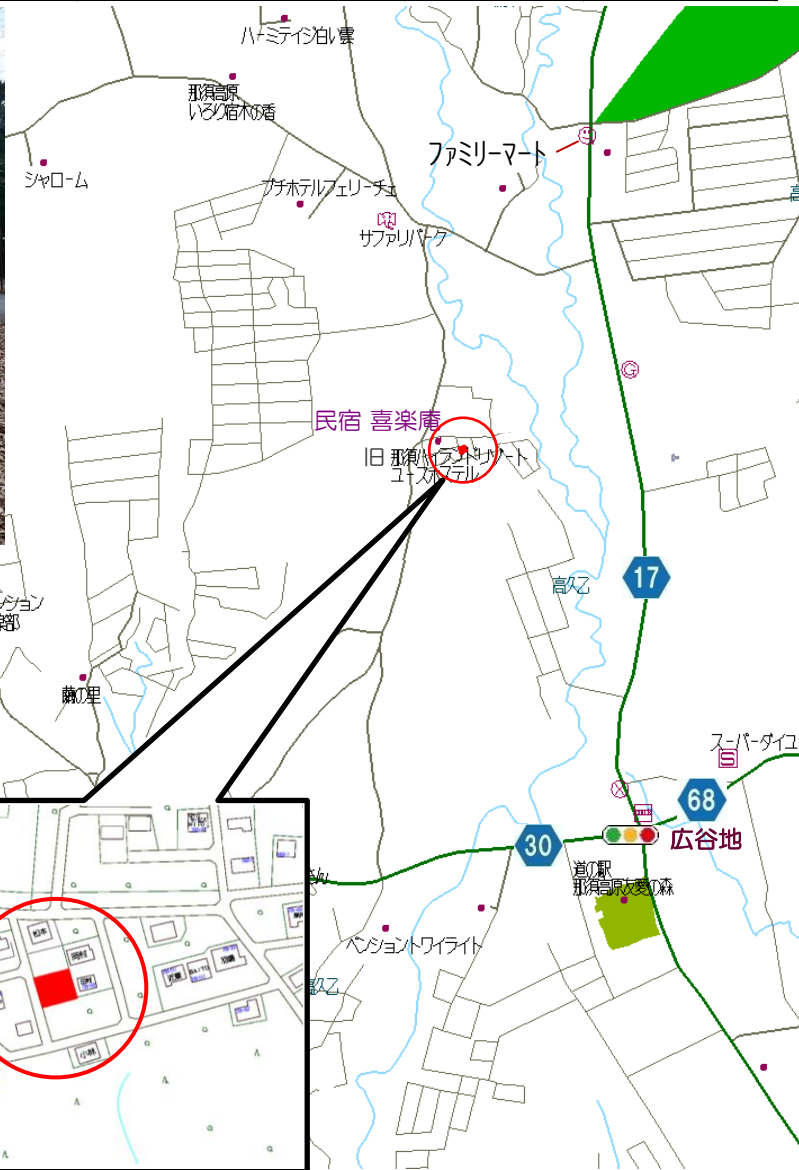 ハーミテイジ白い雲
那須高原
いろり宿木の香
ファミリーマート
シャローム
プチホテルフェリーチェ
サファリパーク
G
民宿 喜楽庵
旧 那須ハイランドリゾート
ユースホステル
高久乙
17
ンション
藤の里
スーパーダイユ
S
68
30
広谷地
道の駅
那須高原友愛の森
ペンショントワイライト
高久乙
松本
岡村
小林